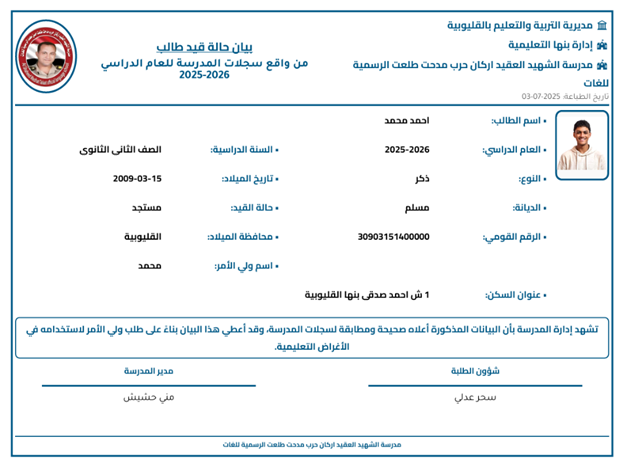 مديرية التربية والتعليم بالقليوبية
إدارة بنها التعليمية
مدرسة الشهيد العقيد اركان حرب مدحت طلعت الرسمية للغات
تاريخ الطباعة: 2025-07-03
بيان حالة قيد طالب
من واقع سجلات المدرسة للعام الدراسي
2025-2026
• اسم الطالب: احمد محمد
• العام الدراسي: 2025-2026 • السنة الدراسية: الصف الثانى الثانوى
• النوع: ذكر • تاريخ الميلاد: 2009-03-15
• الديانة: مسلم • حالة القيد: مستجد
• الرقم القومي: 30903151400000 • محافظة الميلاد: القليوبية
• اسم ولي الأمر: محمد
• عنوان السكن: 1 ش احمد صدقى بنها القليوبية
تشهد إدارة المدرسة بأن البيانات المذكورة أعلاه صحيحة ومطابقة لسجلات المدرسة، وقد أعطي هذا البيان بناءً على طلب ولي الأمر لاستخدامه في
الأغراض التعليمية.
شؤون الطلبة
سحر عدلي
مدير المدرسة
مني حشيش
مدرسة الشهيد العقيد اركان حرب مدحت طلعت الرسمية للغات